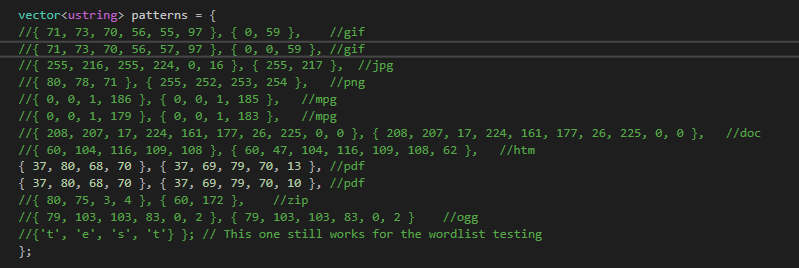 vector<ustring> patterns = {
//{ 71, 73, 70, 56, 55, 97 }, { 0, 59 },    //gif
//{ 71, 73, 70, 56, 57, 97 }, { 0, 0, 59 }, //gif
//{ 255, 216, 255, 224, 0, 16 }, { 255, 217 },  //jpg
//{ 80, 78, 71 }, { 255, 252, 253, 254 },   //png
//{ 0, 0, 1, 186 }, { 0, 0, 1, 185 },   //mpg
//{ 0, 0, 1, 179 }, { 0, 0, 1, 183 },   //mpg
//{ 208, 207, 17, 224, 161, 177, 26, 225, 0, 0 }, { 208, 207, 17, 224, 161, 177, 26, 225, 0, 0 },   //doc
//{ 60, 104, 116, 109, 108 }, { 60, 47, 104, 116, 109, 108, 62 },   //htm
{ 37, 80, 68, 70 }, { 37, 69, 79, 70, 13 }, //pdf
{ 37, 80, 68, 70 }, { 37, 69, 79, 70, 10 }, //pdf
//{ 80, 75, 3, 4 }, { 60, 172 },    //zip
//{ 79, 103, 103, 83, 0, 2 }, { 79, 103, 103, 83, 0, 2 }    //ogg
//{'t', 'e', 's', 't'} }; // This one still works for the wordlist testing
};